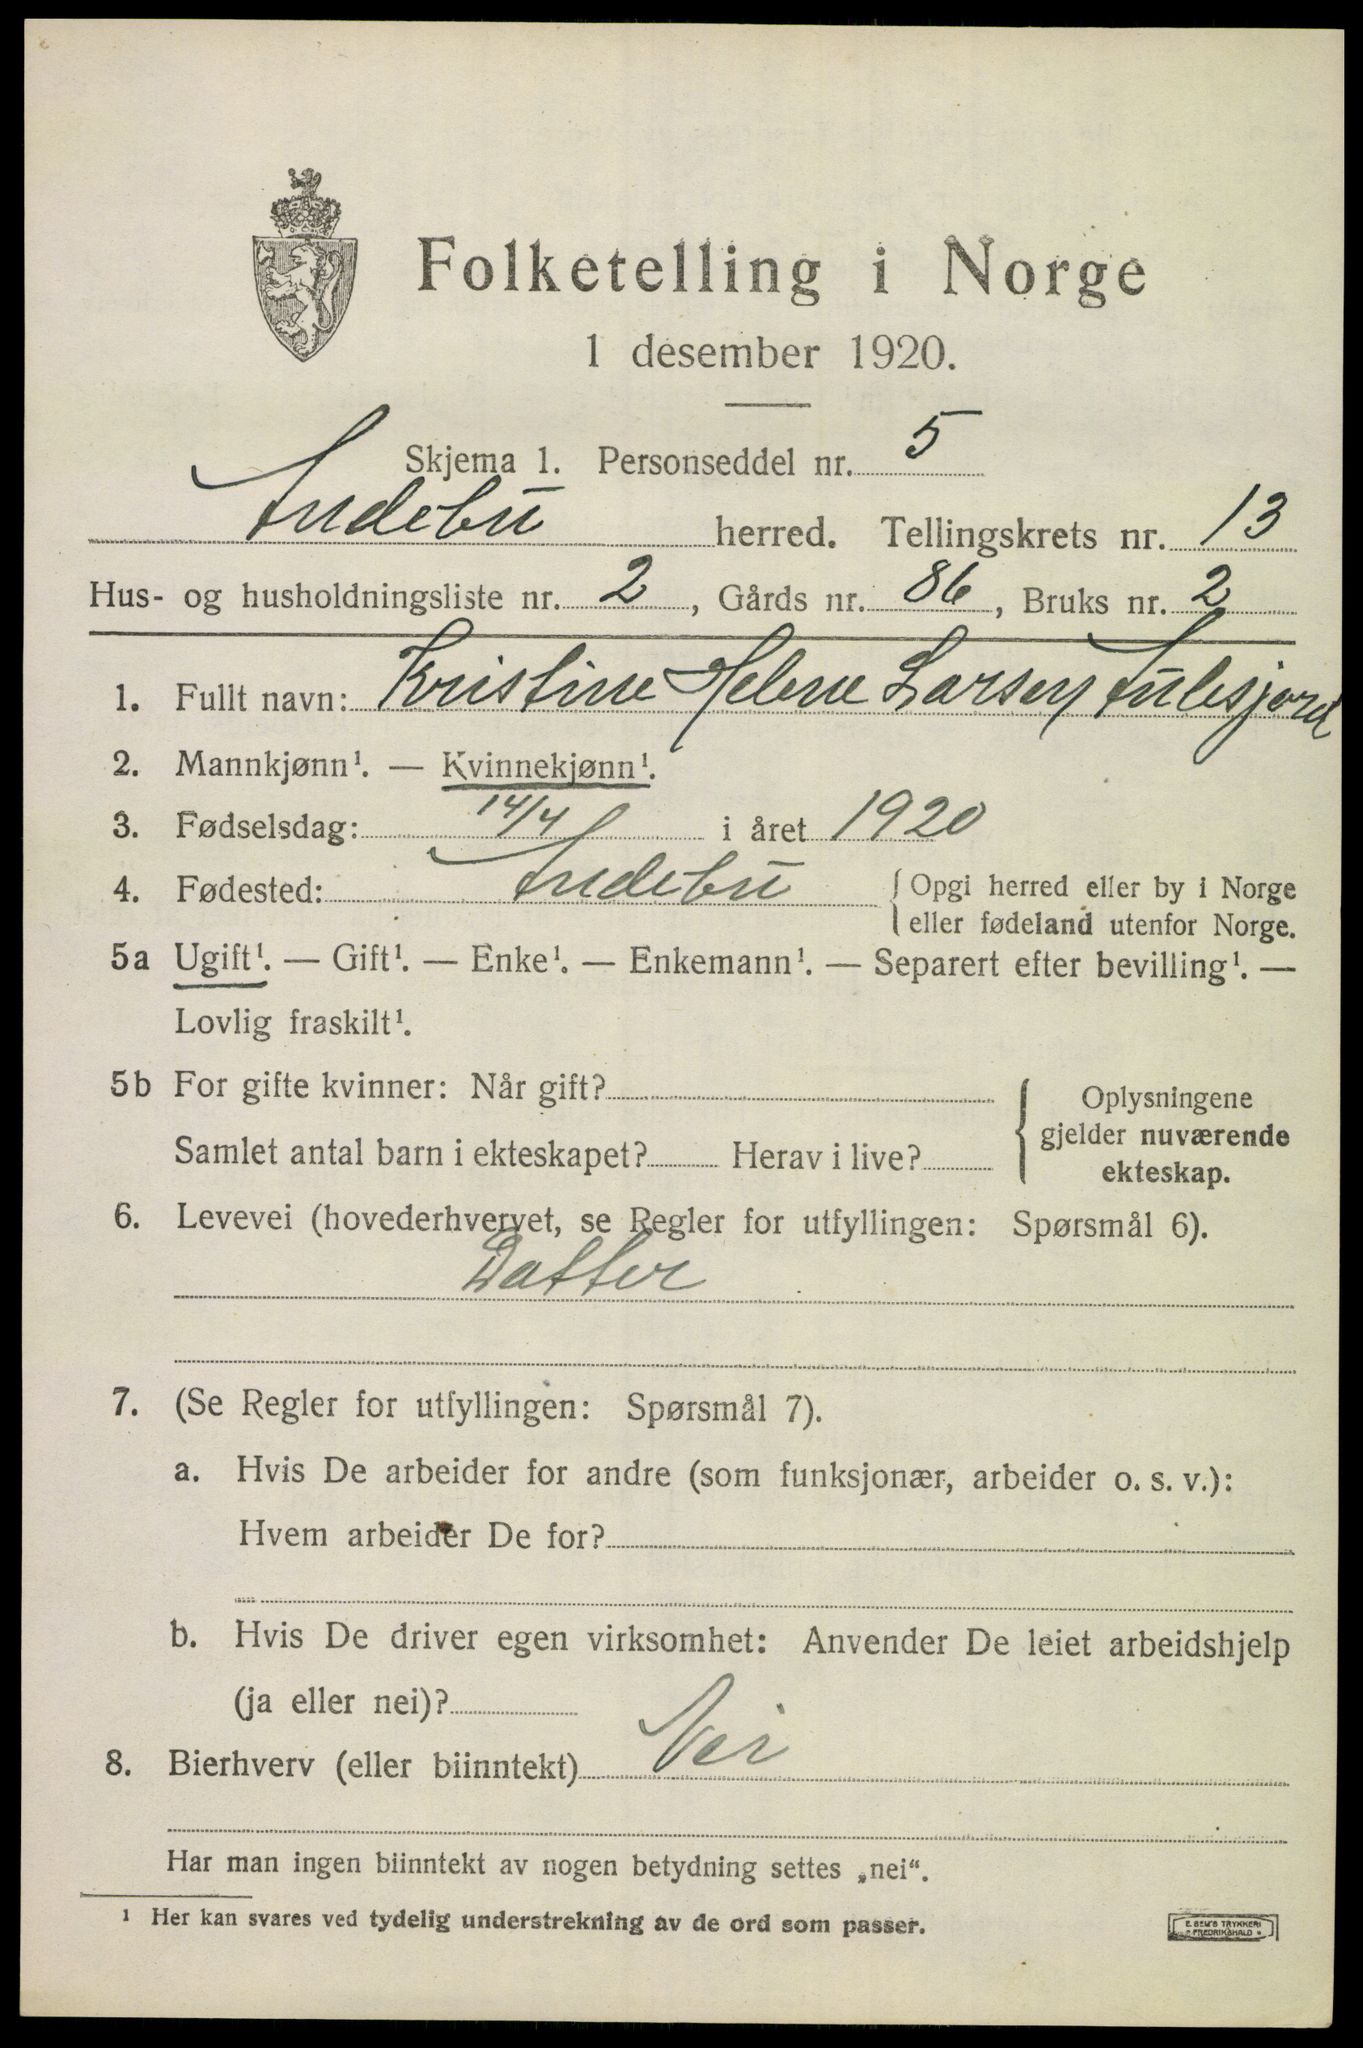 Folketelling i Norge
1 desember 1920.
Skjema 1. Personseddel nr. 5
Andebu herred. Tellingskrets nr. 13
Hus- og husholdningsliste nr. 2, Gårds nr. 86, Bruks nr. 2
1. Fullt navn: Kristine Helene Larsen
2. Mannkjønn¹. — Kvinnekjønn¹.
3. Fødselsdag: 14/4 i året 1920
4. Fødested: Andebu {Opgi herred eller by i Norge
eller fødeland utenfor Norge.
5a Ugift¹. — Gift¹. — Enke¹. — Enkemann¹. — Separert efter bevilling¹. —
Lovlig fraskilt¹.
5b For gifte kvinner: Når gift?
Samlet antal barn i ekteskapet? Herav i live?
Oplysningene
gjelder nuværende
ekteskap.
6. Levevei (hovederhvervet, se Regler for utfyllingen: Spørsmål 6).
Datter
7. (Se Regler for utfyllingen: Spørsmål 7).
a. Hvis De arbeider for andre (som funksjonær, arbeider o. s. v.):
Hvem arbeider De for?
b. Hvis De driver egen virksomhet: Anvender De leiet arbeidshjelp
(ja eller nei)?
8. Bierhverv (eller biinntekt) Nei
Har man ingen biinntekt av nogen betydning settes „nei“.
¹ Her kan svares ved tydelig understrekning av de ord som passer.
E. SEM'S TRYKKERI
FREDRIKSHALD